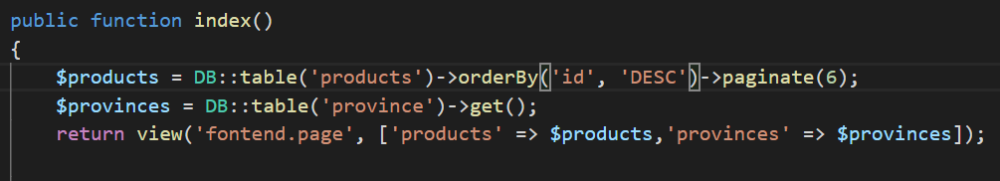 public function index()
{
    $products = DB::table('products')->orderBy('id', 'DESC')->paginate(6);
    $provinces = DB::table('province')->get();
    return view('fontend.page', ['products' => $products,'provinces' => $provinces]);